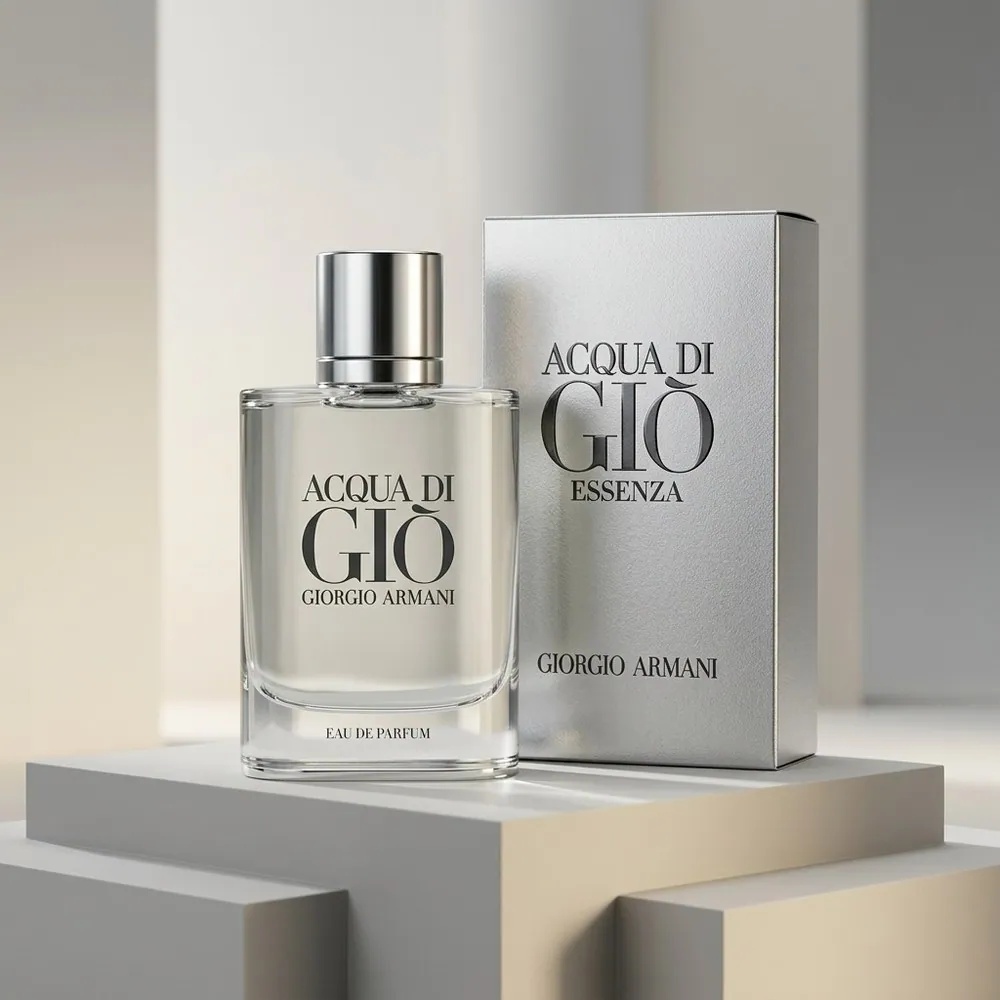 ACQUA DI
GIÒ
GIORGIO ARMANI
EAU DE PARFUM
ACQUA DI
GIÒ
ESSENZA
GIORGIO ARMANI